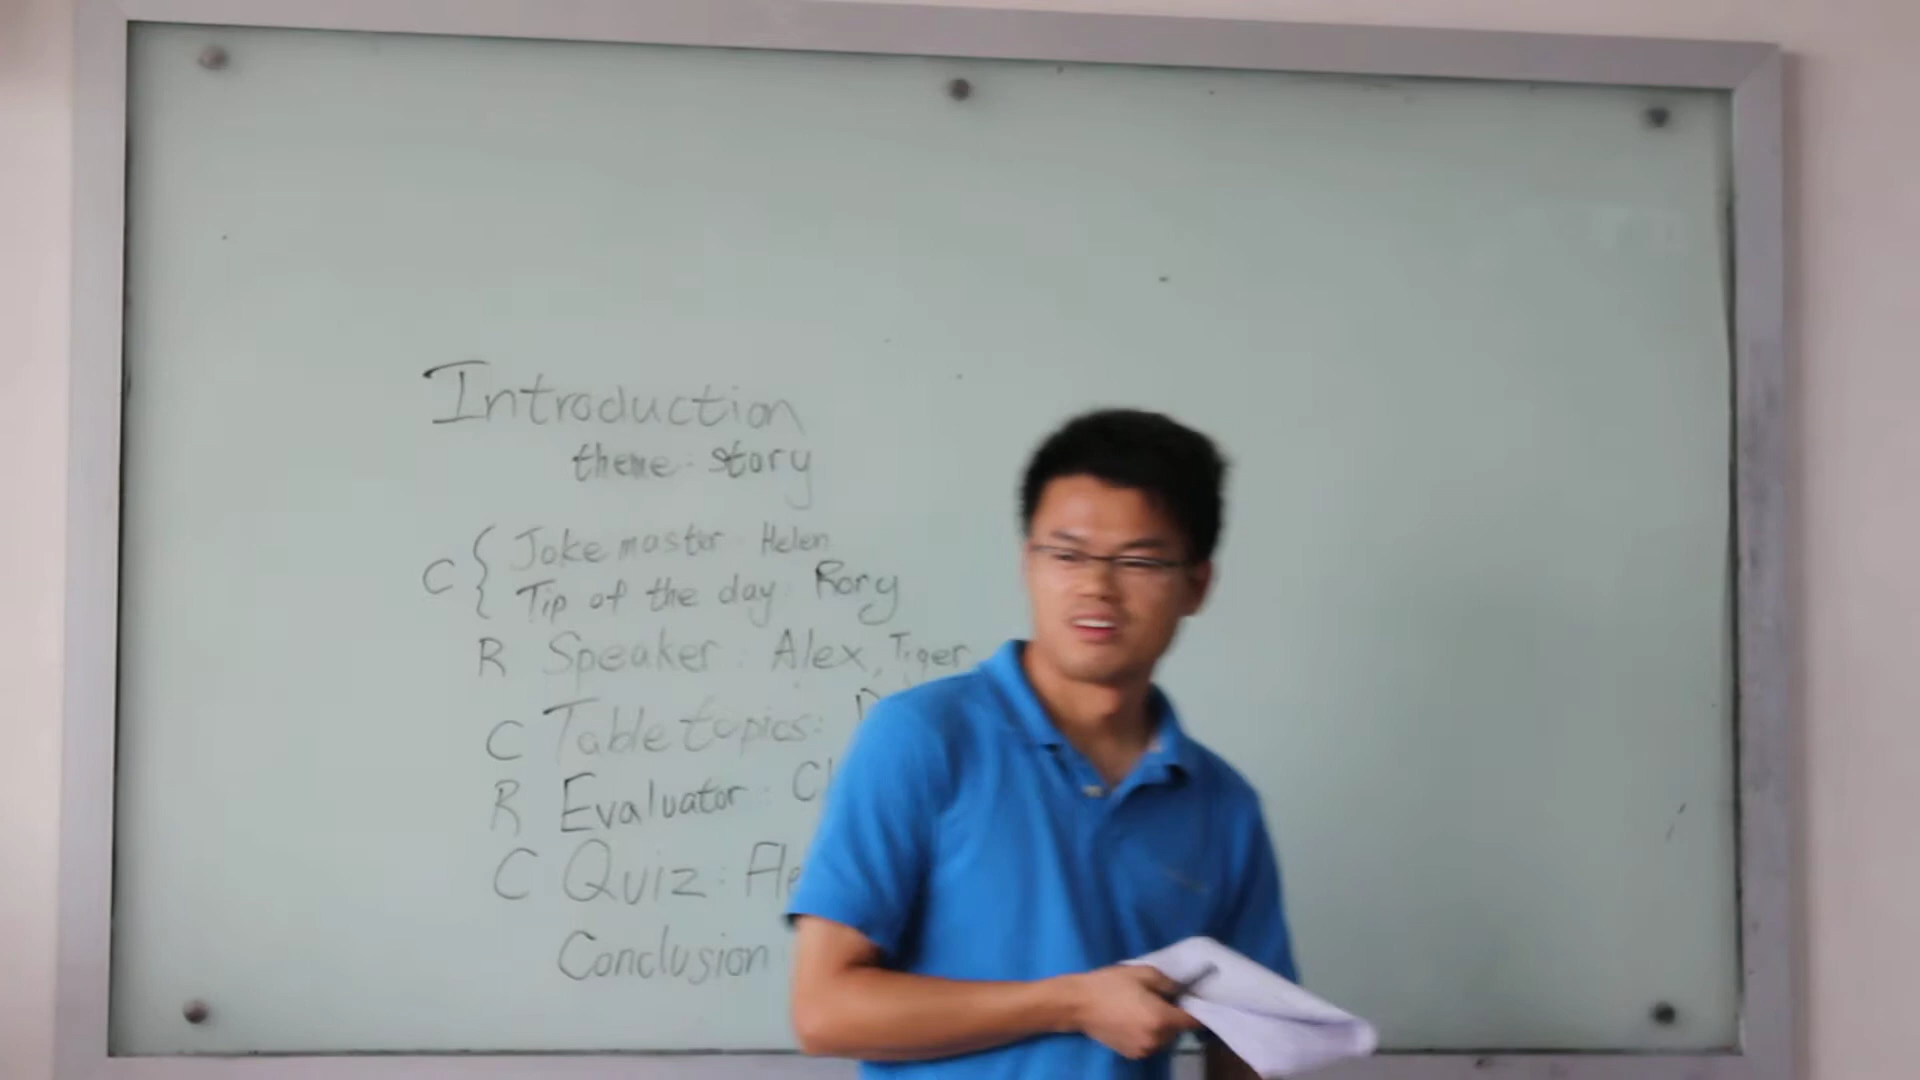 Introduction
theme: story
C { Joke master: Helen
Tip of the day: Rory
R Speaker: Alex, Tiger
C Table topics:
R Evaluator:
C Quiz:
Conclusion